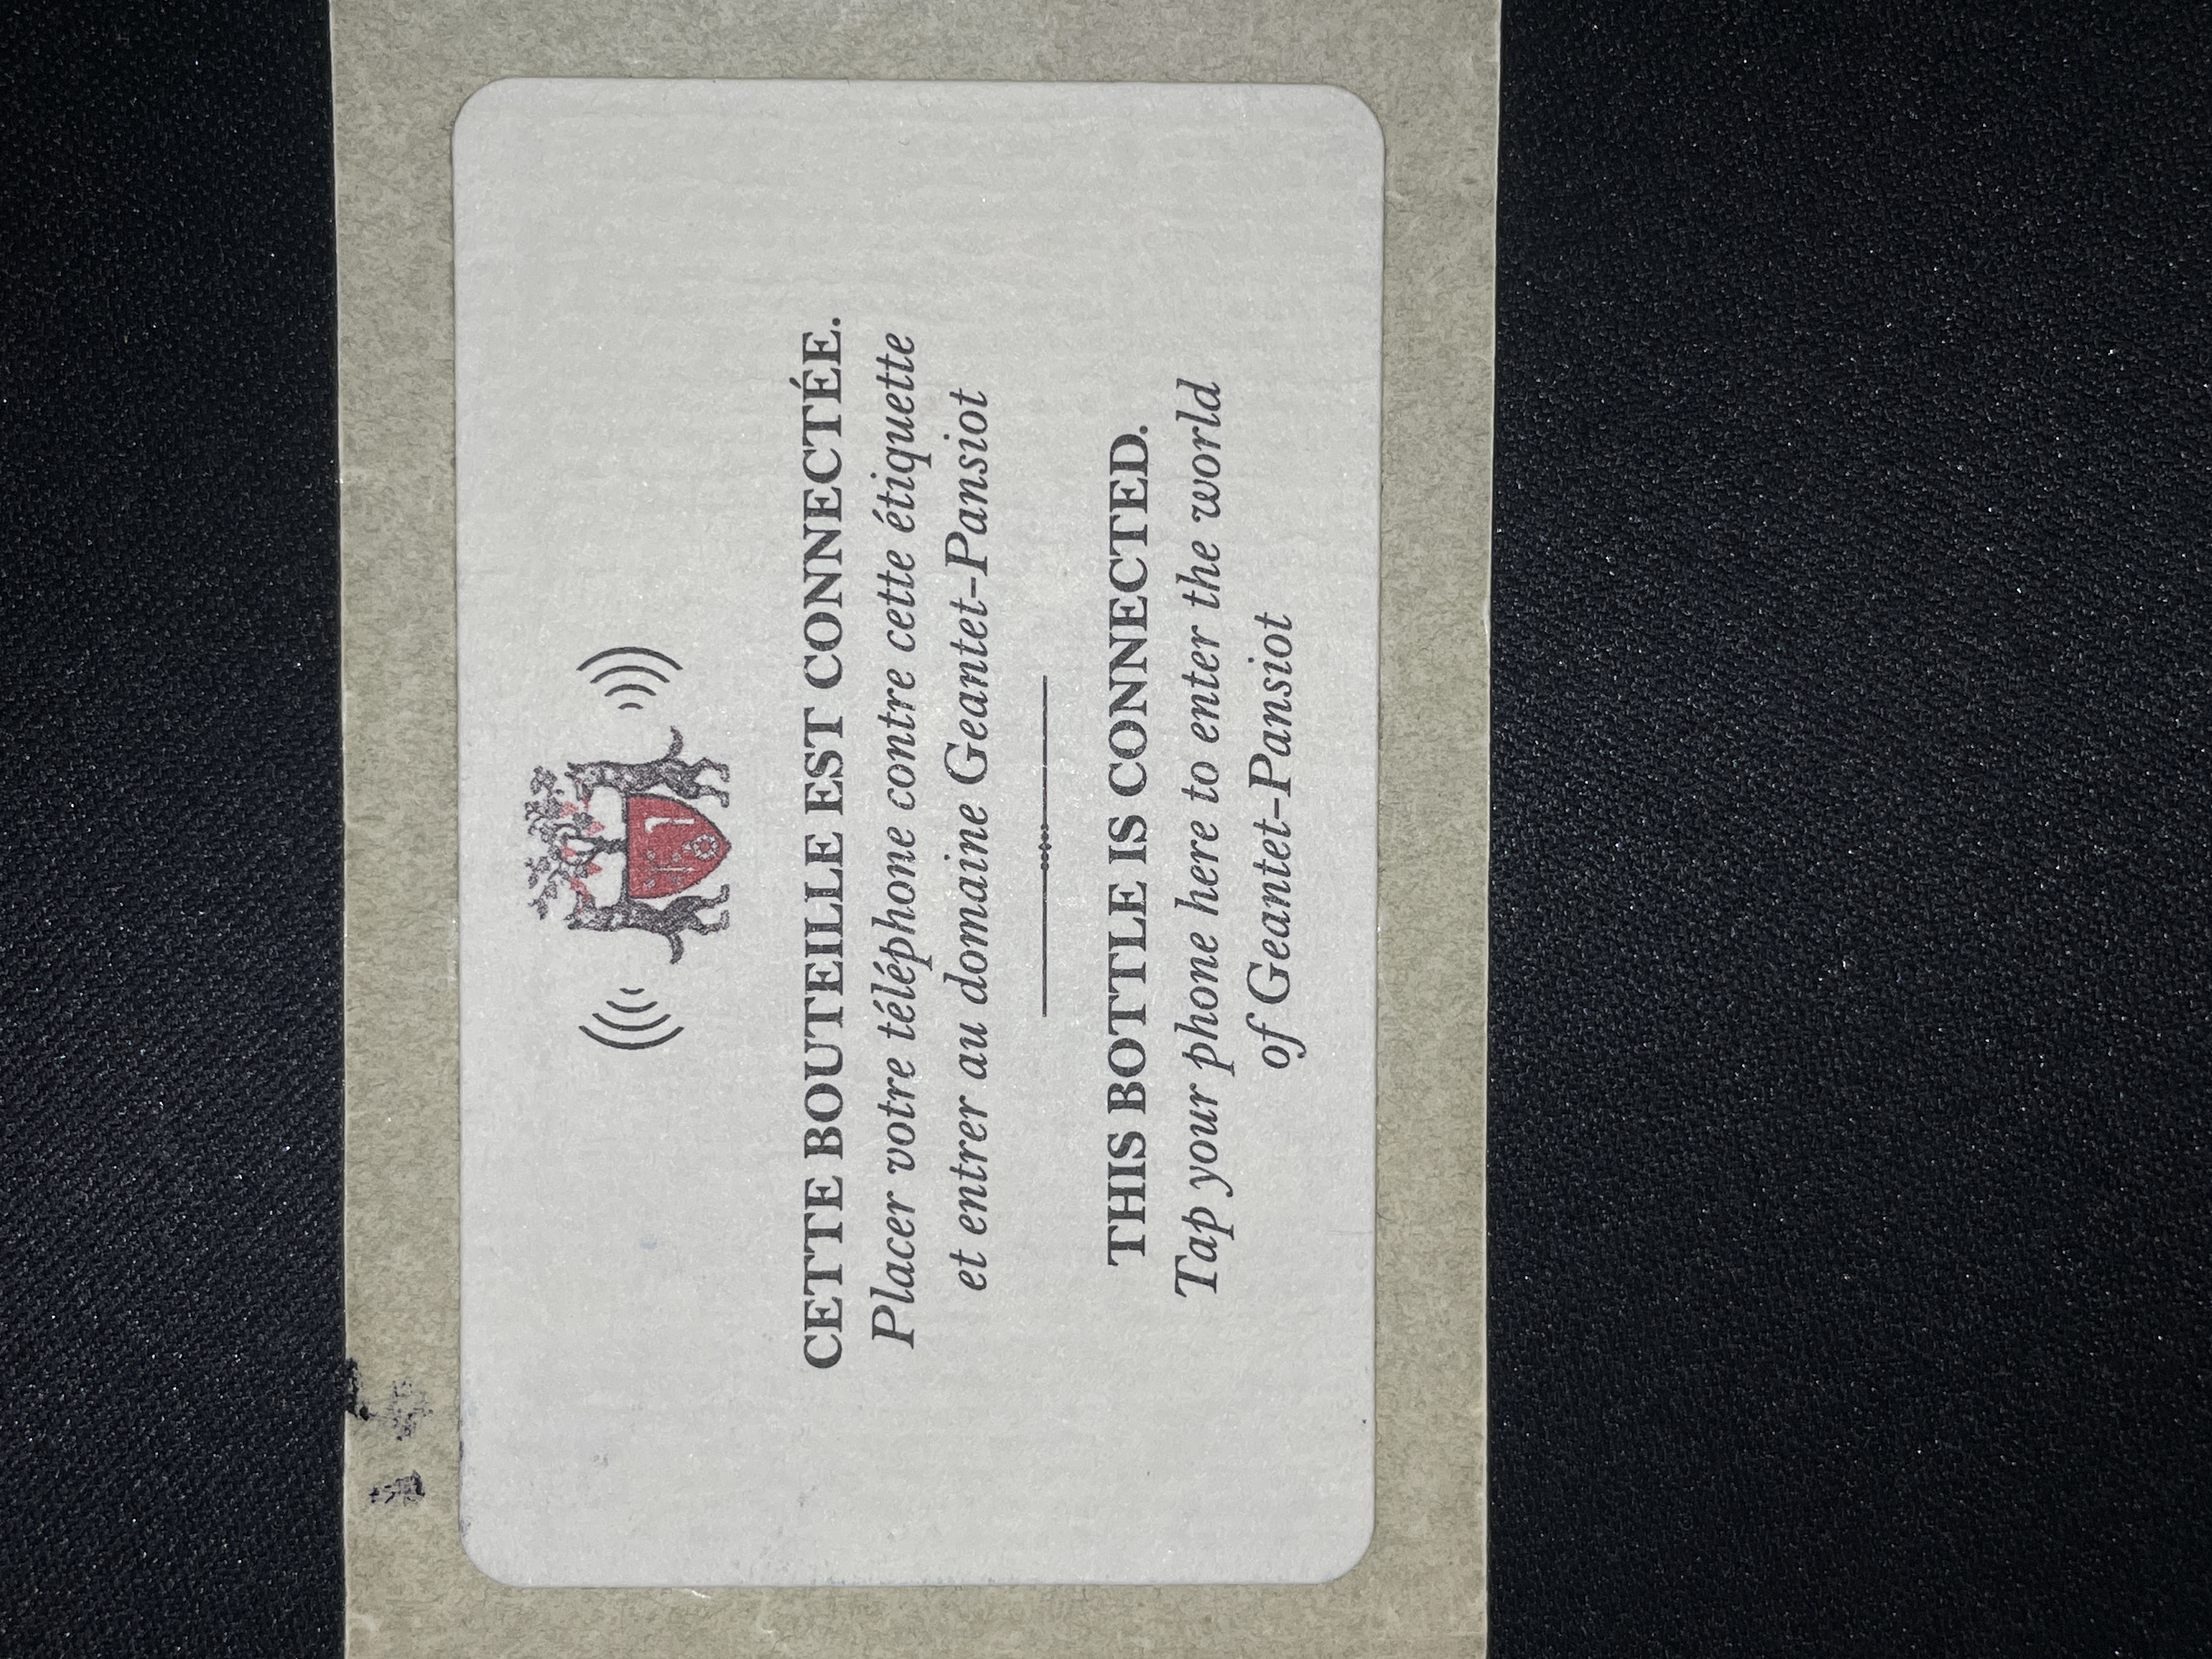 CETTE BOUTEILLE EST CONNECTÉE.
Placer votre téléphone contre cette étiquette
et entrer au domaine Geantet-Pansiot
THIS BOTTLE IS CONNECTED.
Tap your phone here to enter the world
of Geantet-Pansiot